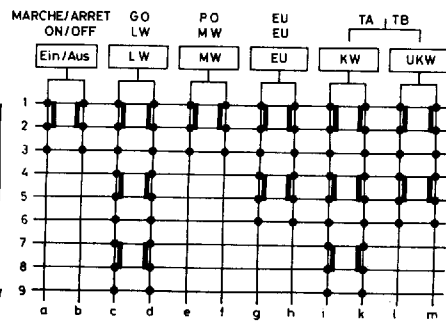 MARCHE/ARRET GO PO EU TA TB
ON/OFF LW MW EU
Ein/Aus LW MW EU KW UKW
1
2
3
4
5
6
7
8
9
a b c d e f g h i k l m